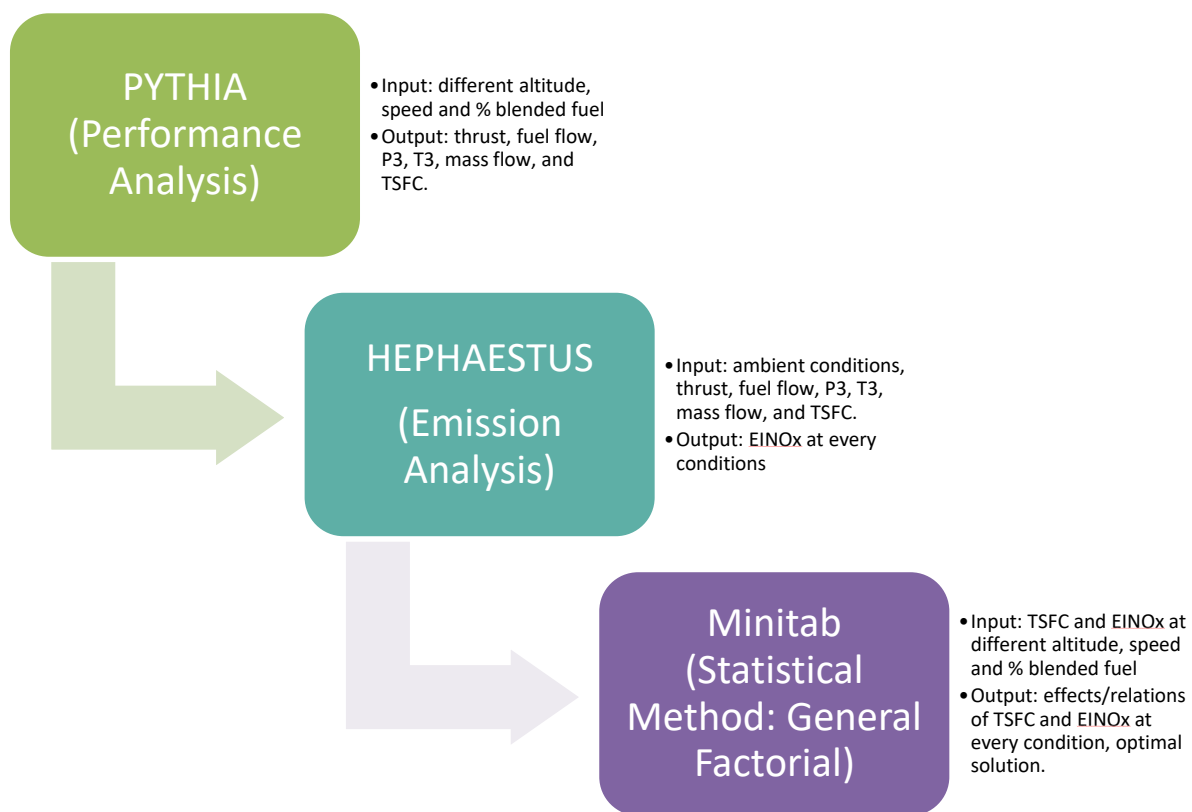 PYTHIA
(Performance
Analysis)
•Input: different altitude,
speed and % blended fuel
•Output: thrust, fuel flow,
P3, T3, mass flow, and
TSFC.
HEPHAESTUS
(Emission
Analysis)
•Input: ambient conditions,
thrust, fuel flow, P3, T3,
mass flow, and TSFC.
•Output: EINOx at every
conditions
Minitab
(Statistical
Method: General
Factorial)
•Input: TSFC and EINOx at
different altitude, speed
and % blended fuel
•Output: effects/relations
of TSFC and EINOx at
every condition, optimal
solution.